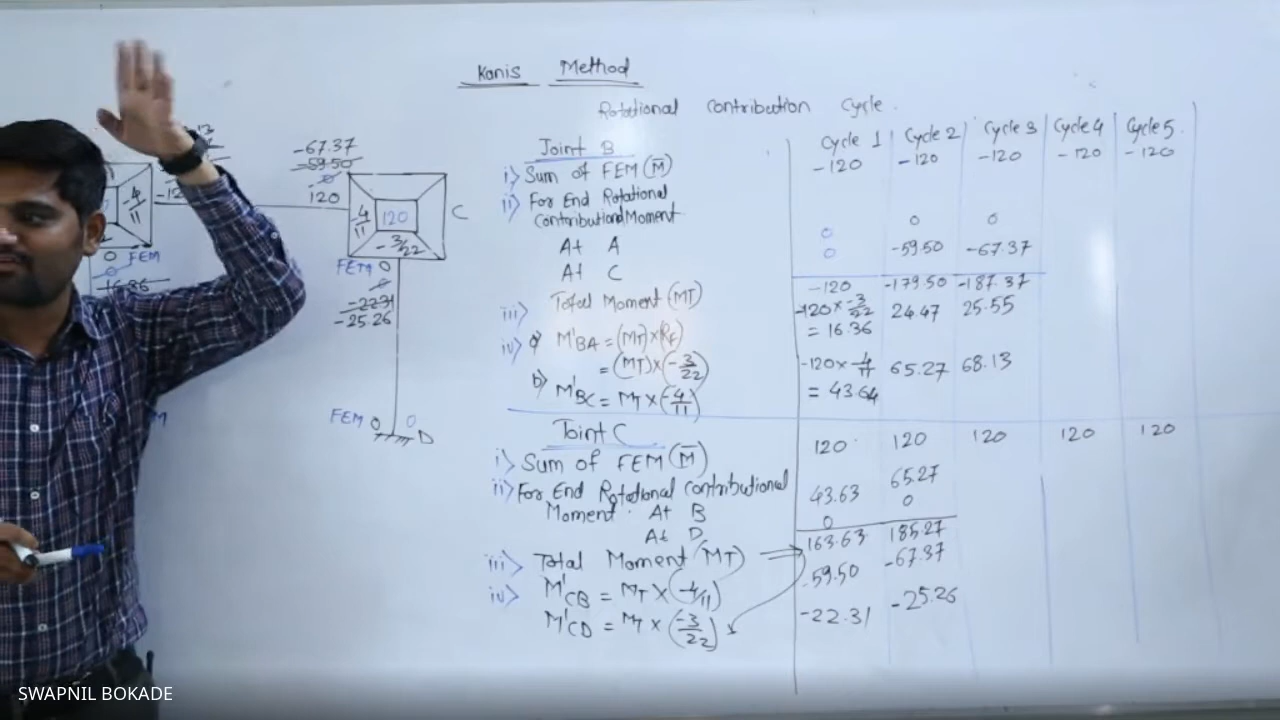 Kanis Method
Rotational Contribution Cycle.
Cycle 1 Cycle 2 Cycle 3 Cycle 4 Cycle 5.
Joint B
i) Sum of FEM (M̅) -120 -120 -120 -120 -120
ii) For End Rotational
Contributional Moment
At A 0 0 0
At C 0 -59.50 -67.37
iii) Total Moment (MT) -120 -179.50 -187.37
iv) a) M'BA = (MT) x (RF) -120 x -3/22 24.47 25.55
= (MT) x (-3/22) = 16.36
b) M'BC = MT x (-4/11) -120 x -4/11 65.27 68.13
= 43.64
Joint C
i) Sum of FEM (M̅) 120 120 120 120 120
ii) For End Rotational Contributional
Moment. At B 43.63 65.27
At D 0 0
iii) Total Moment (MT) 163.63 185.27
iv) M'CB = MT x (-4/11) -59.50 -67.37
M'CD = MT x (-3/22) -22.31 -25.26
-67.37
-59.50
0
120
-4/11 120 C
-3/22
FEM 0
0
-22.31
-25.26
FEM 0 0
D
-4/11
0 FEM
0
-16.36
SWAPNIL BOKADE